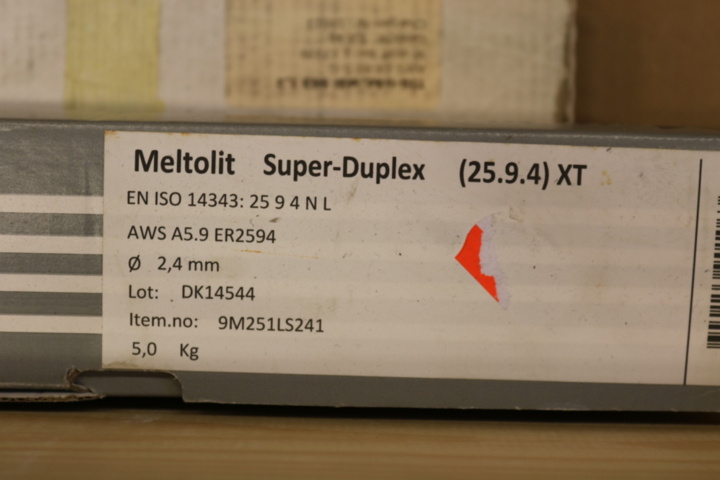 Meltolit Super-Duplex (25.9.4) XT
EN ISO 14343: 25 9 4 N L
AWS A5.9 ER2594
Ø 2,4 mm
Lot: DK14544
Item.no: 9M251LS241
5,0 Kg